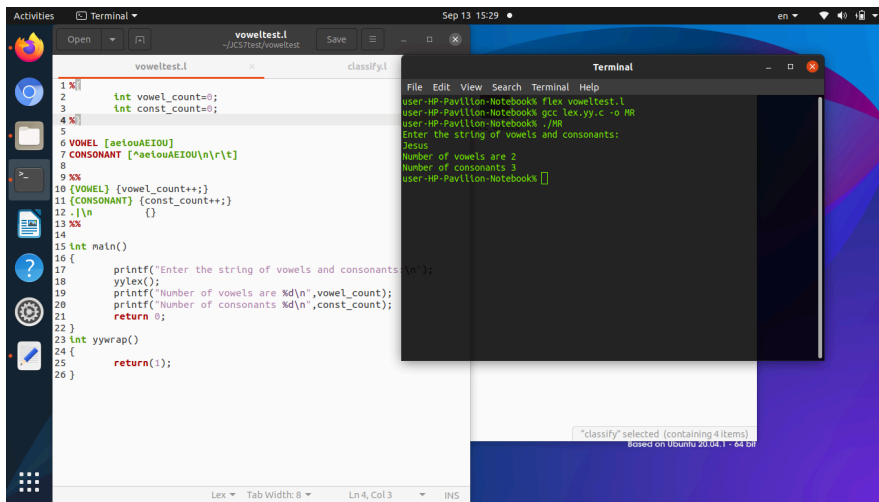 Activities Terminal Sep 13 15:29 en
Open voweltest.l Save
~/JCS7test/voweltest
voweltest.l classify.l
1 %{
2 int vowel_count=0;
3 int const_count=0;
4 %}
5
6 VOWEL [aeiouAEIOU]
7 CONSONANT [^aeiouAEIOU\n\r\t]
8
9 %%
10 {VOWEL} {vowel_count++;}
11 {CONSONANT} {const_count++;}
12 .|\n {}
13 %%
14
15 int main()
16 {
17 printf("Enter the string of vowels and consonants:\n");
18 yylex();
19 printf("Number of vowels are %d\n",vowel_count);
20 printf("Number of consonants %d\n",const_count);
21 return 0;
22 }
23 int yywrap()
24 {
25 return(1);
26 }
Lex Tab Width: 8 Ln 4, Col 3 INS
Terminal
File Edit View Search Terminal Help
user-HP-Pavilion-Notebook% flex voweltest.l
user-HP-Pavilion-Notebook% gcc lex.yy.c -o MR
user-HP-Pavilion-Notebook% ./MR
Enter the string of vowels and consonants:
Jesus
Number of vowels are 2
Number of consonants 3
user-HP-Pavilion-Notebook%
"classify" selected (containing 4 items)
Based on Ubuntu 20.04.1 - 64 bit